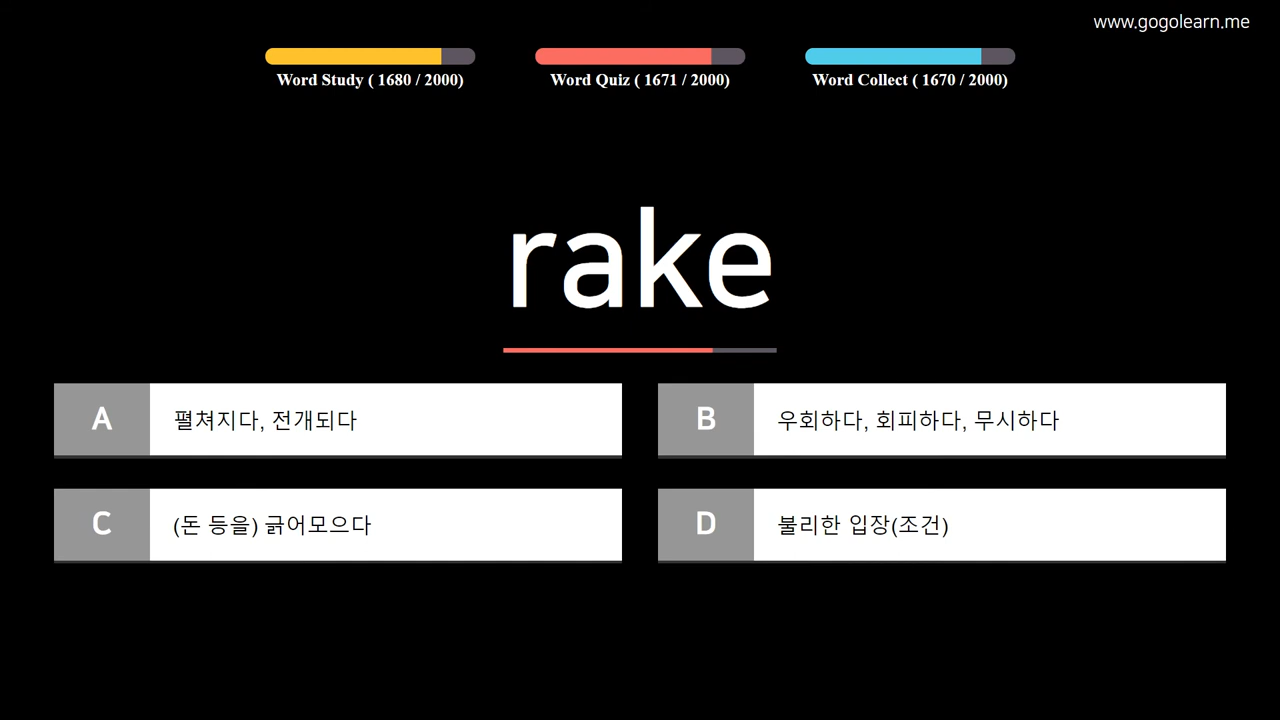 www.gogolearn.me
Word Study ( 1680 / 2000)
Word Quiz ( 1671 / 2000)
Word Collect ( 1670 / 2000)
rake
A 펼쳐지다, 전개되다
B 우회하다, 회피하다, 무시하다
C (돈 등을) 긁어모으다
D 불리한 입장(조건)